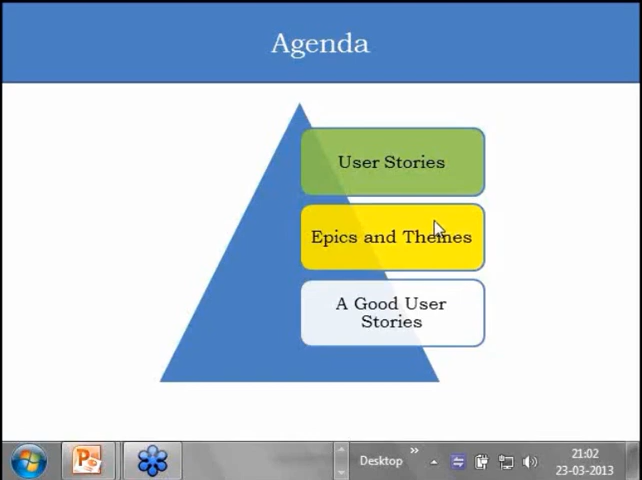 Agenda
User Stories
Epics and Themes
A Good User
Stories
Desktop
21:02
23-03-2013